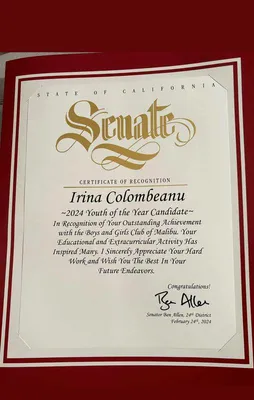 STATE OF CALIFORNIA
Senate
CERTIFICATE OF RECOGNITION
Irina Colombeanu
~2024 Youth of the Year Candidate~
In Recognition of Your Outstanding Achievement
with the Boys and Girls Club of Malibu. Your
Educational and Extracurricular Activity Has
Inspired Many. I Sincerely Appreciate Your Hard
Work and Wish You The Best In Your
Future Endeavors.
Congratulations!
Ben Allen
Senator Ben Allen, 24th District
February 24th, 2024